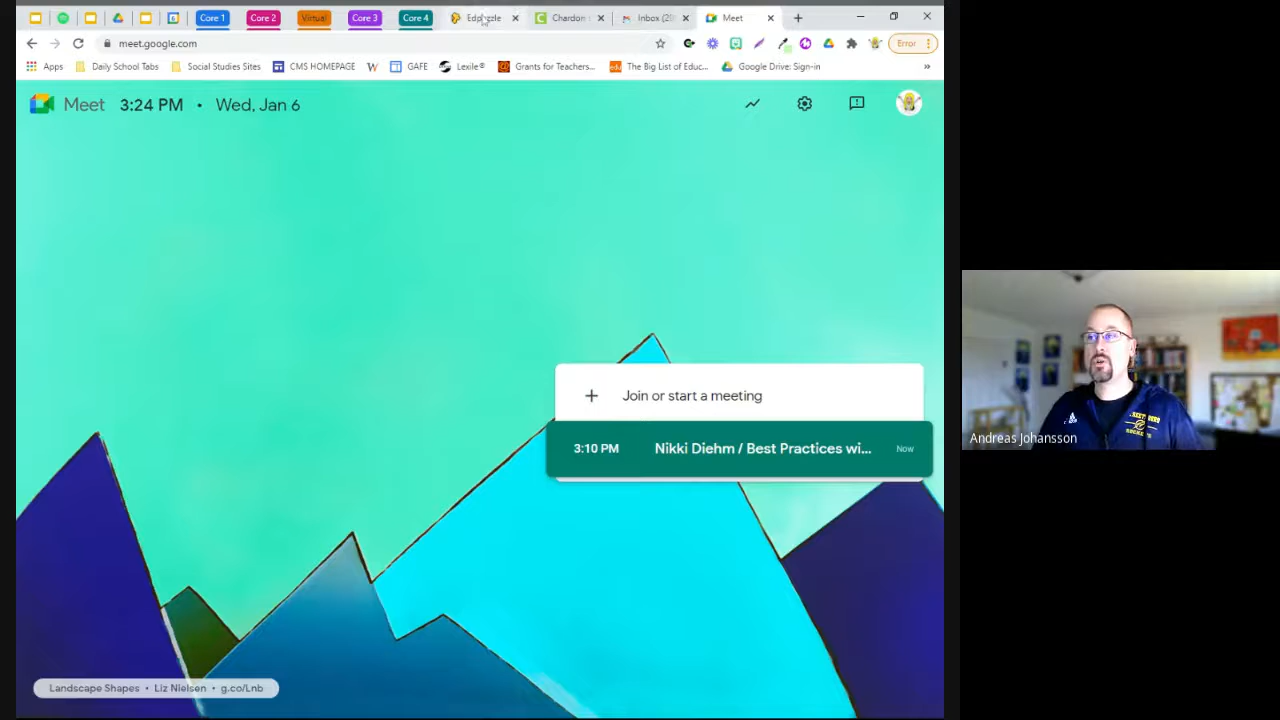 Core 1 Core 2 Virtual Core 3 Core 4 Edpuzzle Chardon Inbox (2 Meet
meet.google.com Error
Apps Daily School Tabs Social Studies Sites CMS HOMEPAGE W GAFE Lexile® Grants for Teachers... The Big List of Educ... Google Drive: Sign-in »
Meet 3:24 PM • Wed, Jan 6
+ Join or start a meeting
3:10 PM Nikki Diehm / Best Practices wi... Now
Andreas Johansson
Landscape Shapes • Liz Nielsen • g.co/Lnb